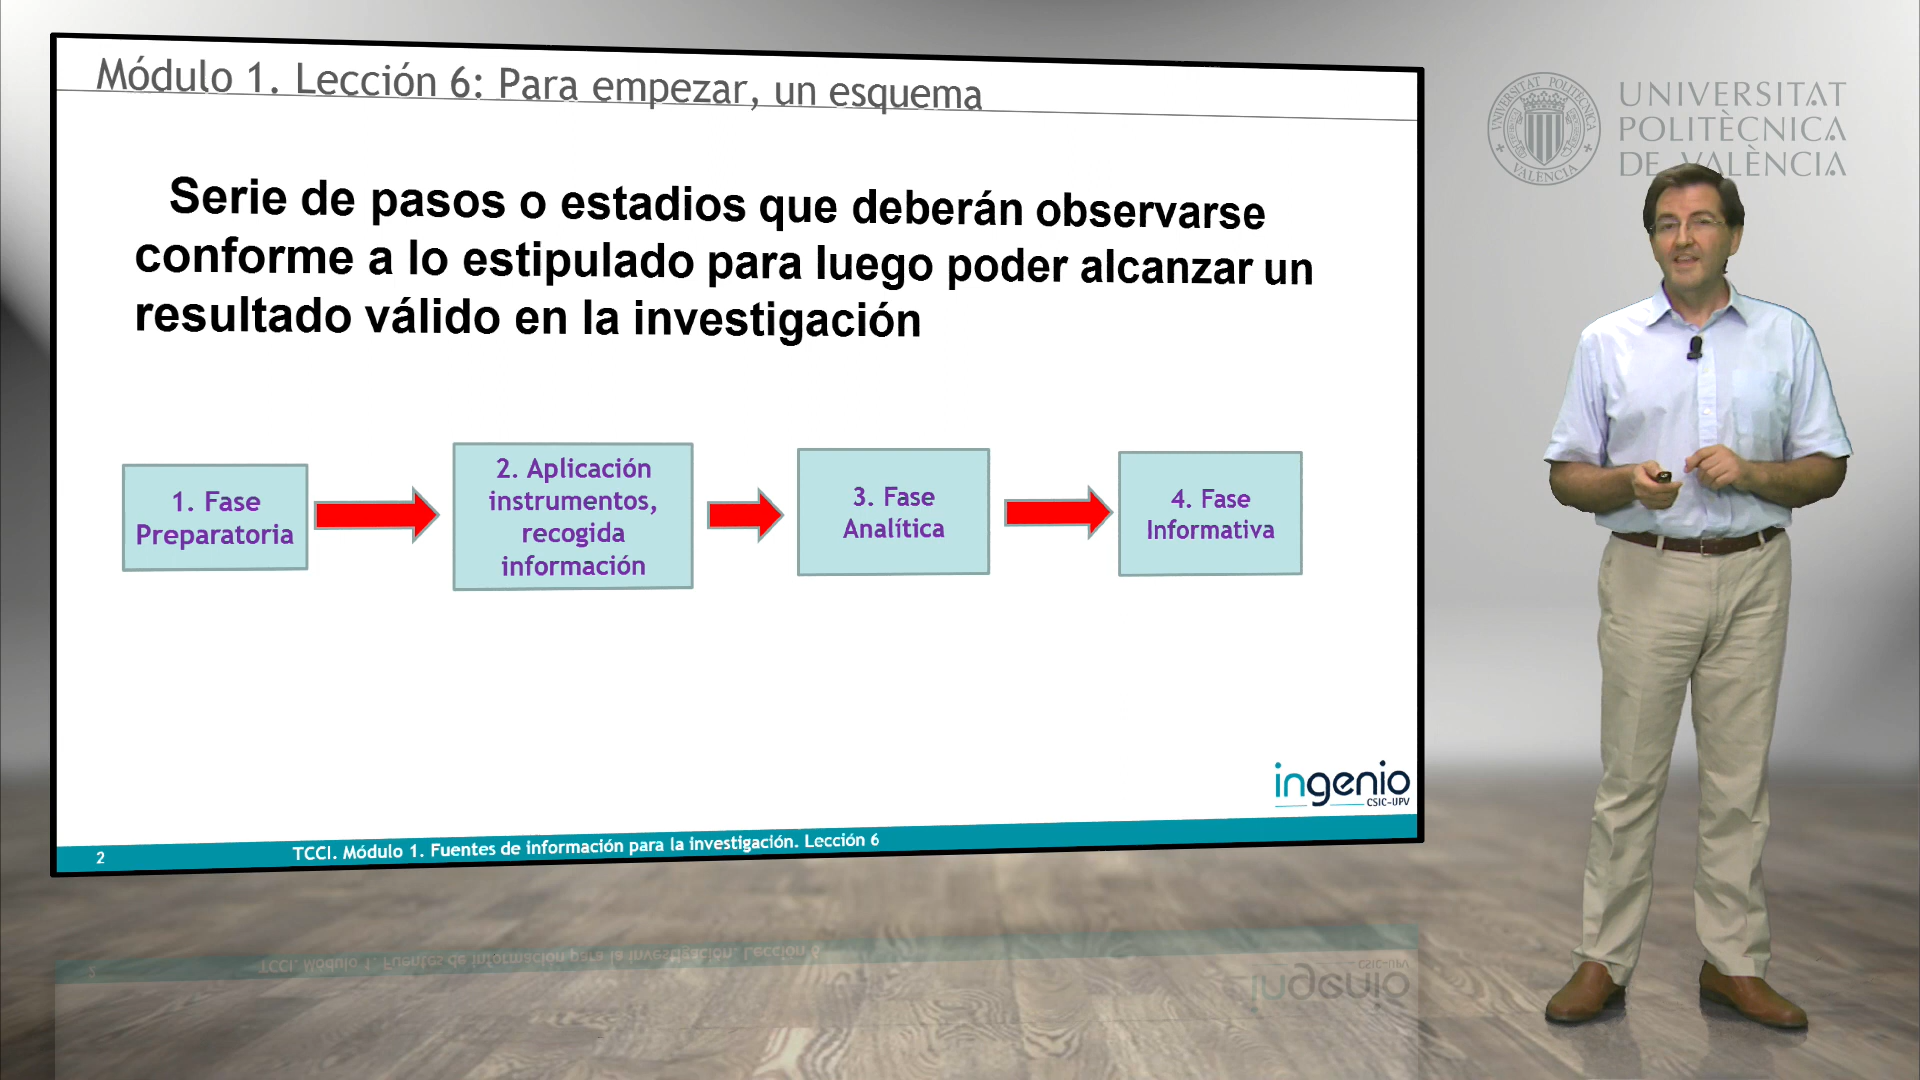 Módulo 1. Lección 6: Para empezar, un esquema
UNIVERSITAT
POLITÈCNICA
DE VALÈNCIA
Serie de pasos o estadios que deberán observarse
conforme a lo estipulado para luego poder alcanzar un
resultado válido en la investigación
1. Fase
Preparatoria
2. Aplicación
instrumentos,
recogida
información
3. Fase
Analítica
4. Fase
Informativa
ingenio
CSIC-UPV
2
TCCI. Módulo 1. Fuentes de información para la investigación. Lección 6